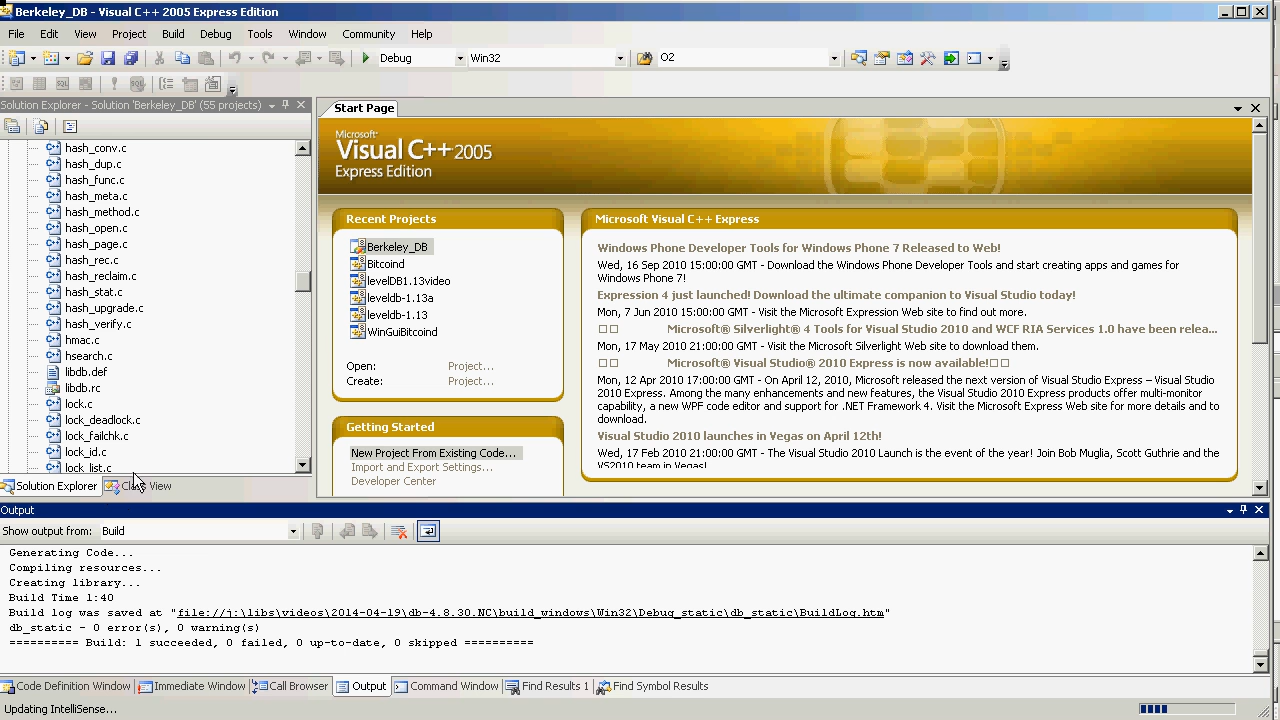 Berkeley_DB - Visual C++ 2005 Express Edition
File Edit View Project Build Debug Tools Window Community Help
Debug Win32 O2
Solution Explorer - Solution 'Berkeley_DB' (55 projects)
hash_conv.c
hash_dup.c
hash_func.c
hash_meta.c
hash_method.c
hash_open.c
hash_page.c
hash_rec.c
hash_reclaim.c
hash_stat.c
hash_upgrade.c
hash_verify.c
hmac.c
hsearch.c
libdb.def
libdb.rc
lock.c
lock_deadlock.c
lock_failchk.c
lock_id.c
lock_list.c
Solution Explorer Class View
Start Page
Microsoft®
Visual C++ 2005
Express Edition
Recent Projects
Berkeley_DB
Bitcoind
levelDB1.13video
leveldb-1.13a
leveldb-1.13
WinGuiBitcoind
Open: Project...
Create: Project...
Getting Started
New Project From Existing Code...
Import and Export Settings...
Developer Center
Microsoft Visual C++ Express
Windows Phone Developer Tools for Windows Phone 7 Released to Web!
Wed, 16 Sep 2010 15:00:00 GMT - Download the Windows Phone Developer Tools and start creating apps and games for
Windows Phone 7!
Expression 4 just launched! Download the ultimate companion to Visual Studio today!
Mon, 7 Jun 2010 15:00:00 GMT - Visit the Microsoft Expression Web site to find out more.
Microsoft® Silverlight® 4 Tools for Visual Studio 2010 and WCF RIA Services 1.0 have been relea...
Mon, 17 May 2010 21:00:00 GMT - Visit the Microsoft Silverlight Web site to download them.
Microsoft® Visual Studio® 2010 Express is now available!
Mon, 12 Apr 2010 17:00:00 GMT - On April 12, 2010, Microsoft released the next version of Visual Studio Express – Visual Studio
2010 Express. Among the many enhancements and new features, the Visual Studio 2010 Express products offer multi-monitor
capability, a new WPF code editor and support for .NET Framework 4. Visit the Microsoft Express Web site for more details and to
download.
Visual Studio 2010 launches in Vegas on April 12th!
Wed, 17 Feb 2010 21:00:00 GMT - The Visual Studio 2010 Launch is the event of the year! Join Bob Muglia, Scott Guthrie and the
VS2010 team in Vegas!
Output
Show output from: Build
Generating Code...
Compiling resources...
Creating library...
Build Time 1:40
Build log was saved at "file://j:\libs\videos\2014-04-19\db-4.8.30.NC\build_windows\Win32\Debug_static\db_static\BuildLog.htm"
db_static - 0 error(s), 0 warning(s)
========== Build: 1 succeeded, 0 failed, 0 up-to-date, 0 skipped ==========
Code Definition Window Immediate Window Call Browser Output Command Window Find Results 1 Find Symbol Results
Updating IntelliSense...